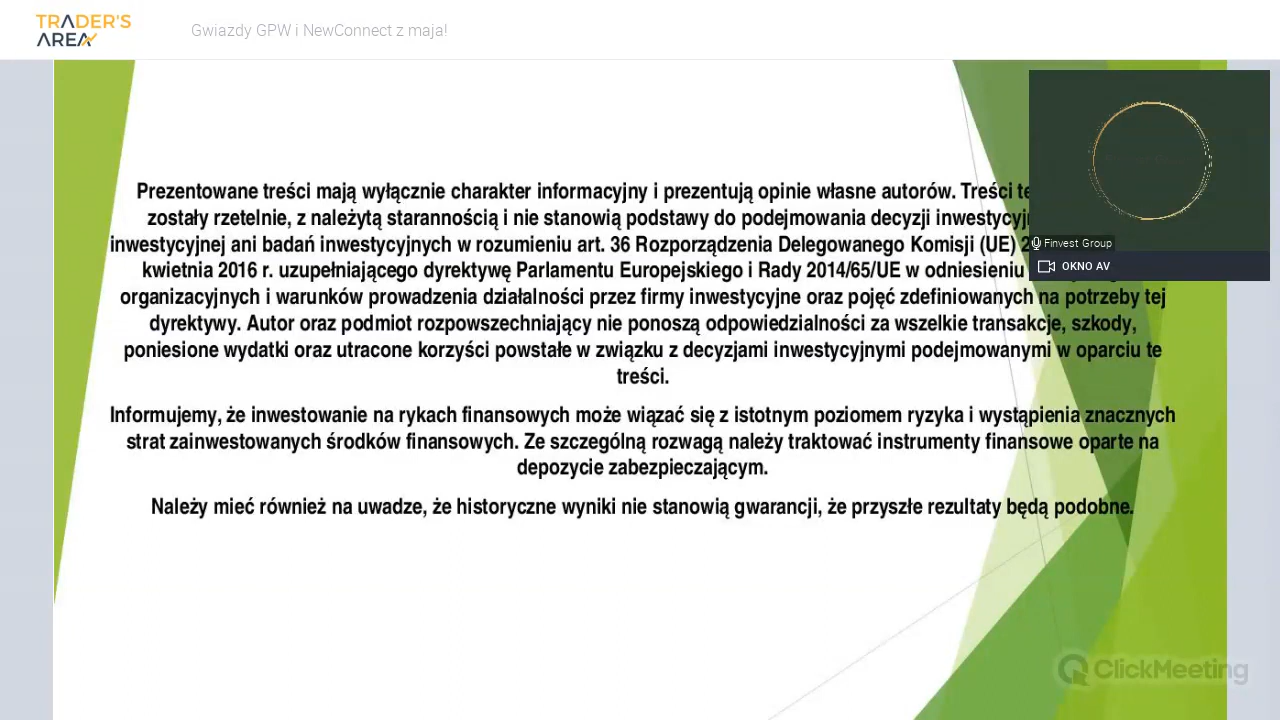 TRADER'S
AREA
Gwiazdy GPW i NewConnect z maja!
Prezentowane treści mają wyłącznie charakter informacyjny i prezentują opinie własne autorów. Treści
zostały rzetelnie, z należytą starannością i nie stanowią podstawy do podejmowania decyzji
inwestycyjnej ani badań inwestycyjnych w rozumieniu art. 36 Rozporządzenia Delegowanego Komisji (UE)
kwietnia 2016 r. uzupełniającego dyrektywę Parlamentu Europejskiego i Rady 2014/65/UE w odniesieniu
organizacyjnych i warunków prowadzenia działalności przez firmy inwestycyjne oraz pojęć zdefiniowanych na potrzeby tej
dyrektywy. Autor oraz podmiot rozpowszechniający nie ponoszą odpowiedzialności za wszelkie transakcje, szkody,
poniesione wydatki oraz utracone korzyści powstałe w związku z decyzjami inwestycyjnymi podejmowanymi w oparciu te
treści.
Informujemy, że inwestowanie na rykach finansowych może wiązać się z istotnym poziomem ryzyka i wystąpienia znacznych
strat zainwestowanych środków finansowych. Ze szczególną rozwagą należy traktować instrumenty finansowe oparte na
depozycie zabezpieczającym.
Należy mieć również na uwadze, że historyczne wyniki nie stanowią gwarancji, że przyszłe rezultaty będą podobne.
Finvest Group
OKNO AV
ClickMeeting